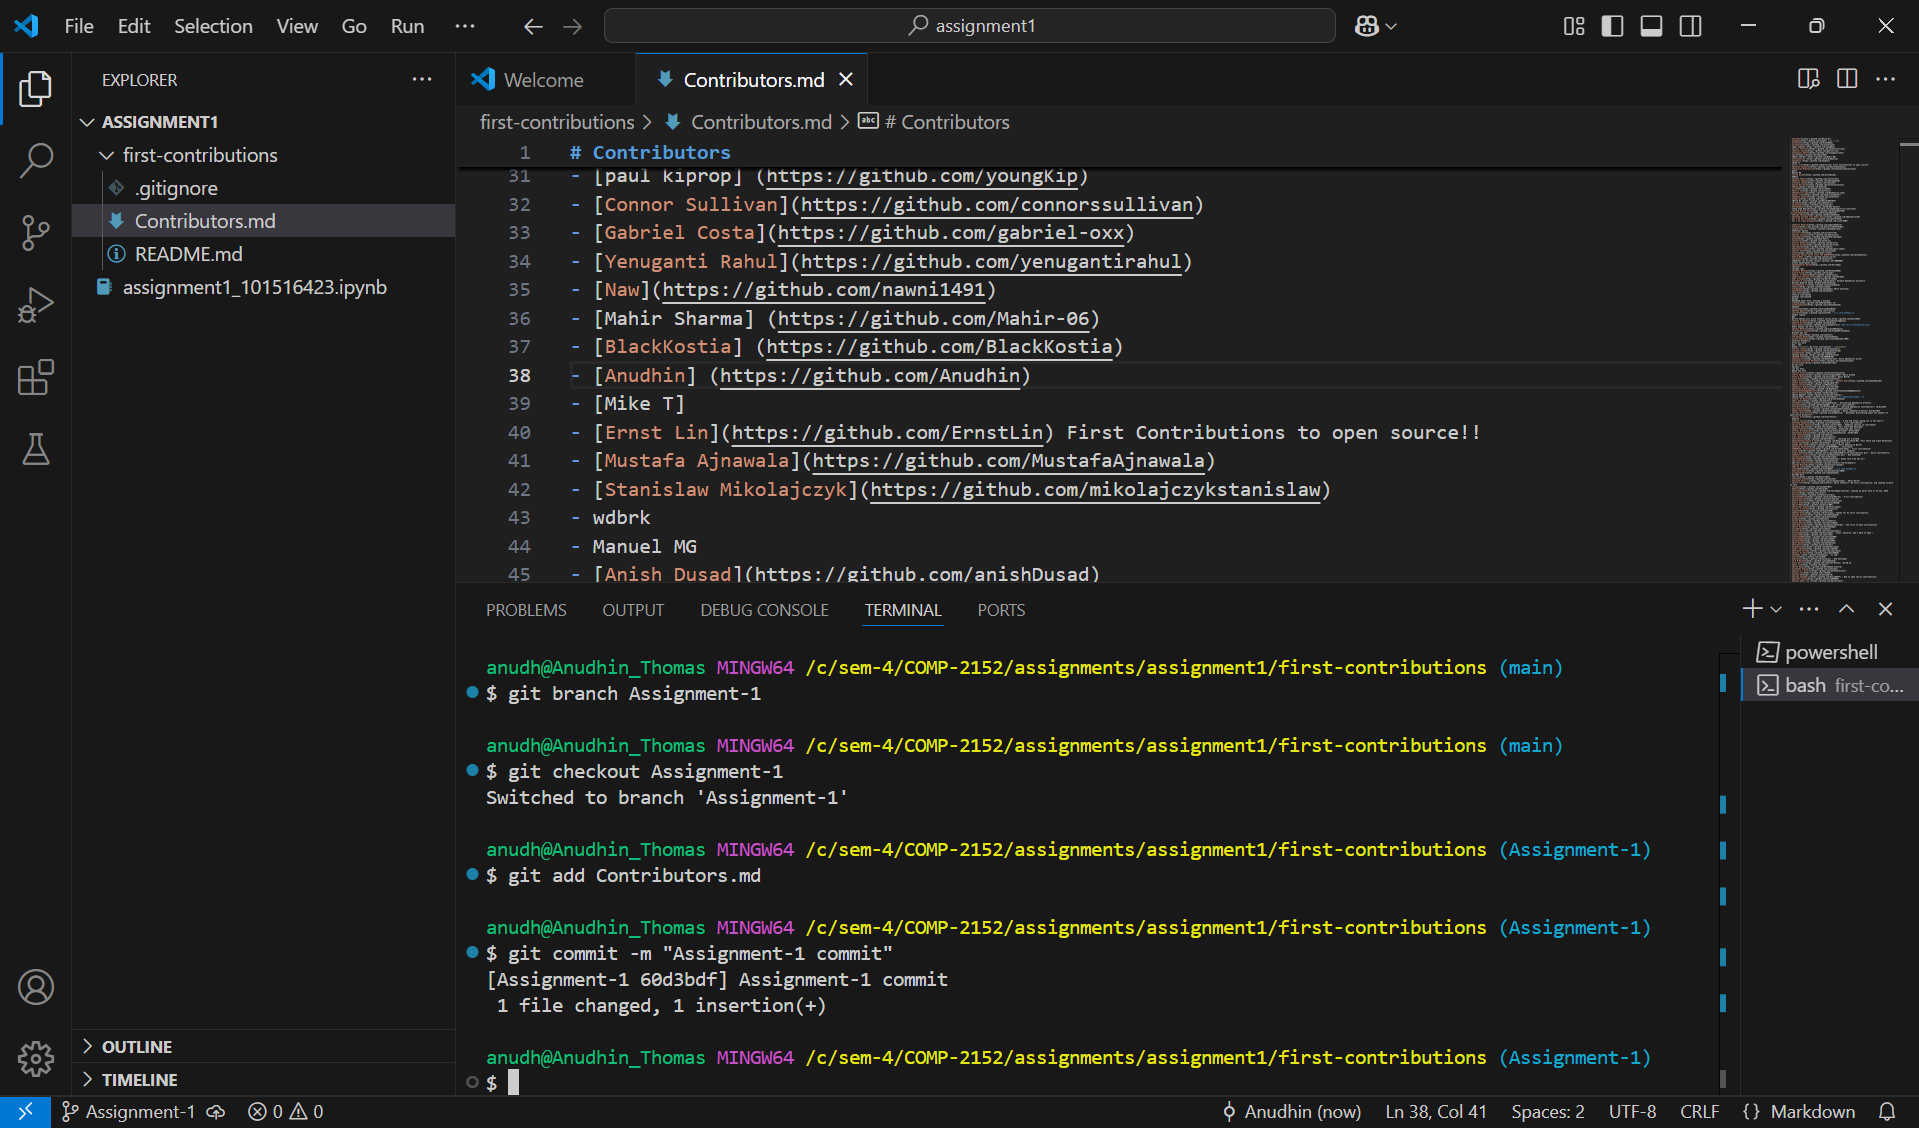 File Edit Selection View Go Run ··· assignment1
EXPLORER ···
ASSIGNMENT1
first-contributions
.gitignore
Contributors.md
README.md
assignment1_101516423.ipynb
OUTLINE
TIMELINE
Welcome Contributors.md
first-contributions > Contributors.md > abc # Contributors
1 # Contributors
31 - [paul kiprop] (https://github.com/youngKip)
32 - [Connor Sullivan](https://github.com/connorssullivan)
33 - [Gabriel Costa](https://github.com/gabriel-oxx)
34 - [Yenuganti Rahul](https://github.com/yenugantirahul)
35 - [Naw](https://github.com/nawni1491)
36 - [Mahir Sharma] (https://github.com/Mahir-06)
37 - [BlackKostia] (https://github.com/BlackKostia)
38 - [Anudhin] (https://github.com/Anudhin)
39 - [Mike T]
40 - [Ernst Lin](https://github.com/ErnstLin) First Contributions to open source!!
41 - [Mustafa Ajnawala](https://github.com/MustafaAjnawala)
42 - [Stanislaw Mikolajczyk](https://github.com/mikolajczykstanislaw)
43 - wdbrk
44 - Manuel MG
45 - [Anish Dusad](https://github.com/anishDusad)
PROBLEMS OUTPUT DEBUG CONSOLE TERMINAL PORTS
anudh@Anudhin_Thomas MINGW64 /c/sem-4/COMP-2152/assignments/assignment1/first-contributions (main)
$ git branch Assignment-1
anudh@Anudhin_Thomas MINGW64 /c/sem-4/COMP-2152/assignments/assignment1/first-contributions (main)
$ git checkout Assignment-1
Switched to branch 'Assignment-1'
anudh@Anudhin_Thomas MINGW64 /c/sem-4/COMP-2152/assignments/assignment1/first-contributions (Assignment-1)
$ git add Contributors.md
anudh@Anudhin_Thomas MINGW64 /c/sem-4/COMP-2152/assignments/assignment1/first-contributions (Assignment-1)
$ git commit -m "Assignment-1 commit"
[Assignment-1 60d3bdf] Assignment-1 commit
1 file changed, 1 insertion(+)
anudh@Anudhin_Thomas MINGW64 /c/sem-4/COMP-2152/assignments/assignment1/first-contributions (Assignment-1)
$
powershell
bash first-co...
Assignment-1 0 0 Anudhin (now) Ln 38, Col 41 Spaces: 2 UTF-8 CRLF {} Markdown